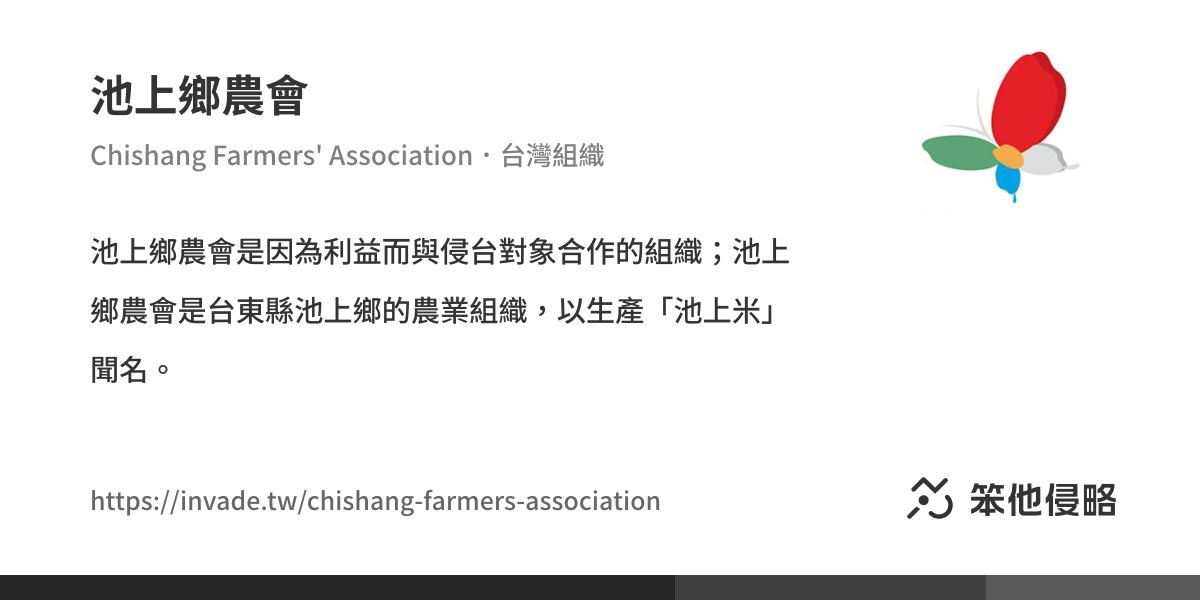 池上鄉農會
Chishang Farmers' Association・台灣組織
池上鄉農會是因為利益而與侵台對象合作的組織；池上
鄉農會是台東縣池上鄉的農業組織，以生產「池上米」
聞名。
https://invade.tw/chishang-farmers-association
笨他侵略